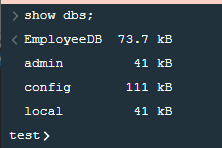 > show dbs;
< EmployeeDB 73.7 kB
admin 41 kB
config 111 kB
local 41 kB
test>